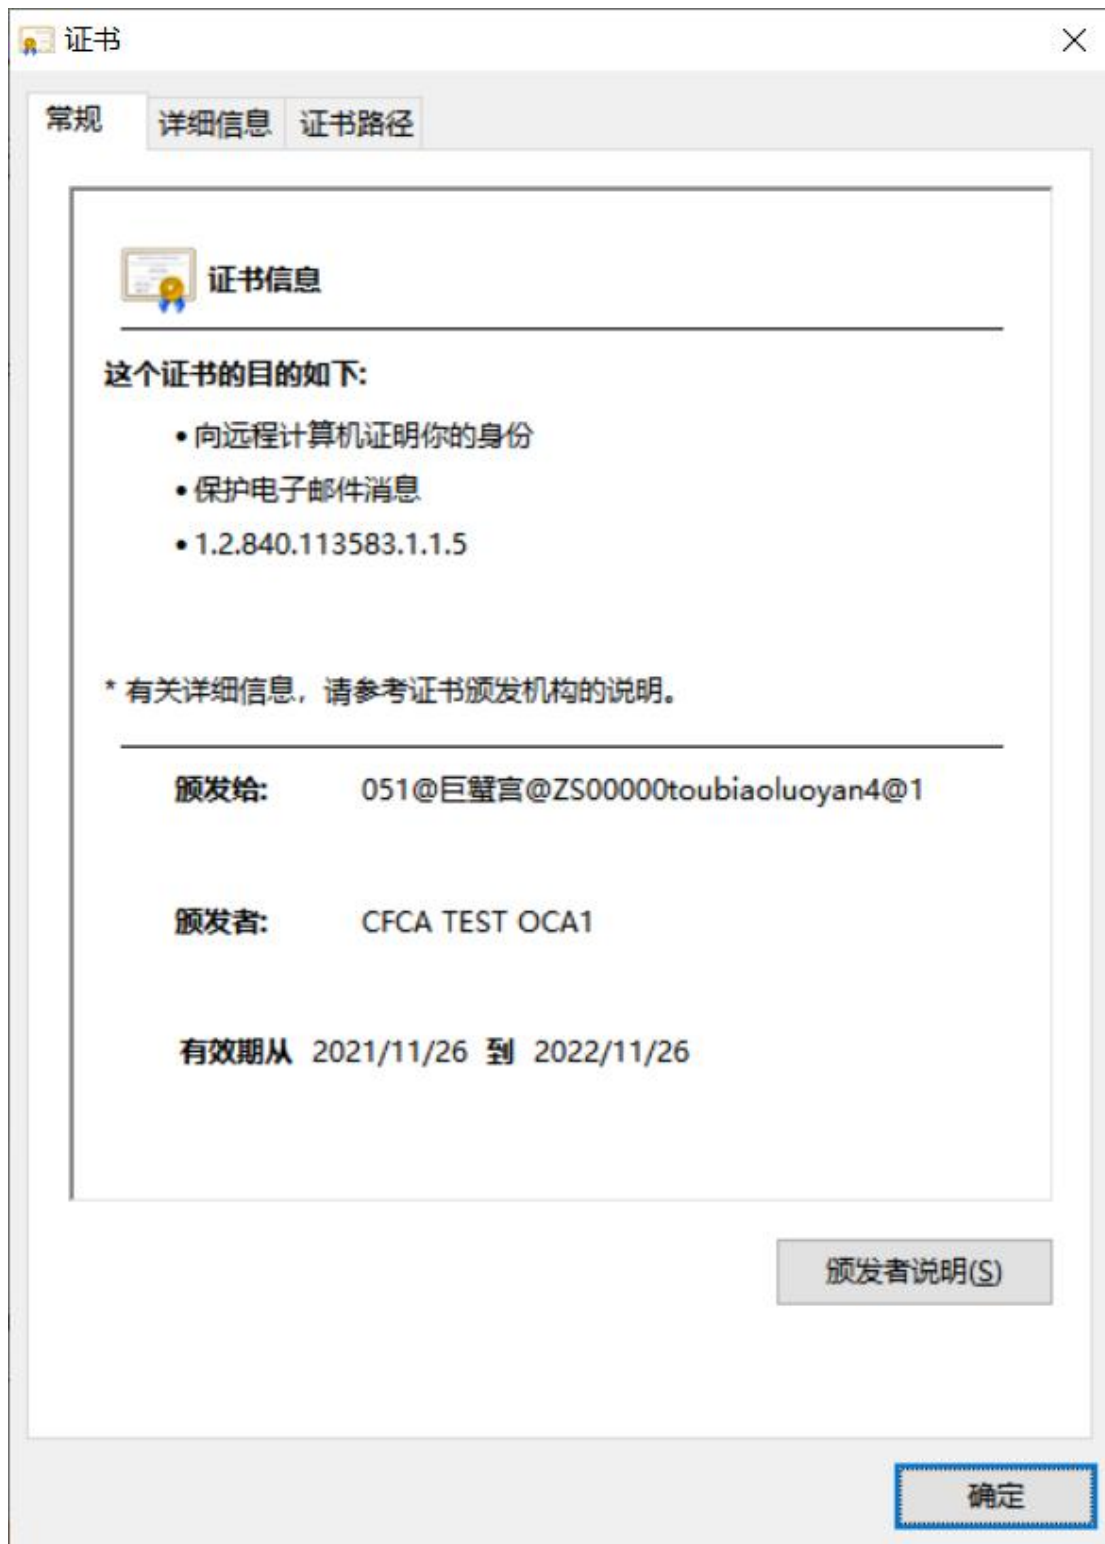 证书
常规 详细信息 证书路径
证书信息
这个证书的目的如下:
• 向远程计算机证明你的身份
• 保护电子邮件消息
• 1.2.840.113583.1.1.5
* 有关详细信息，请参考证书颁发机构的说明。
颁发给: 051@巨蟹宫@ZS00000toubiaoluoyan4@1
颁发者: CFCA TEST OCA1
有效期从 2021/11/26 到 2022/11/26
颁发者说明(S)
确定